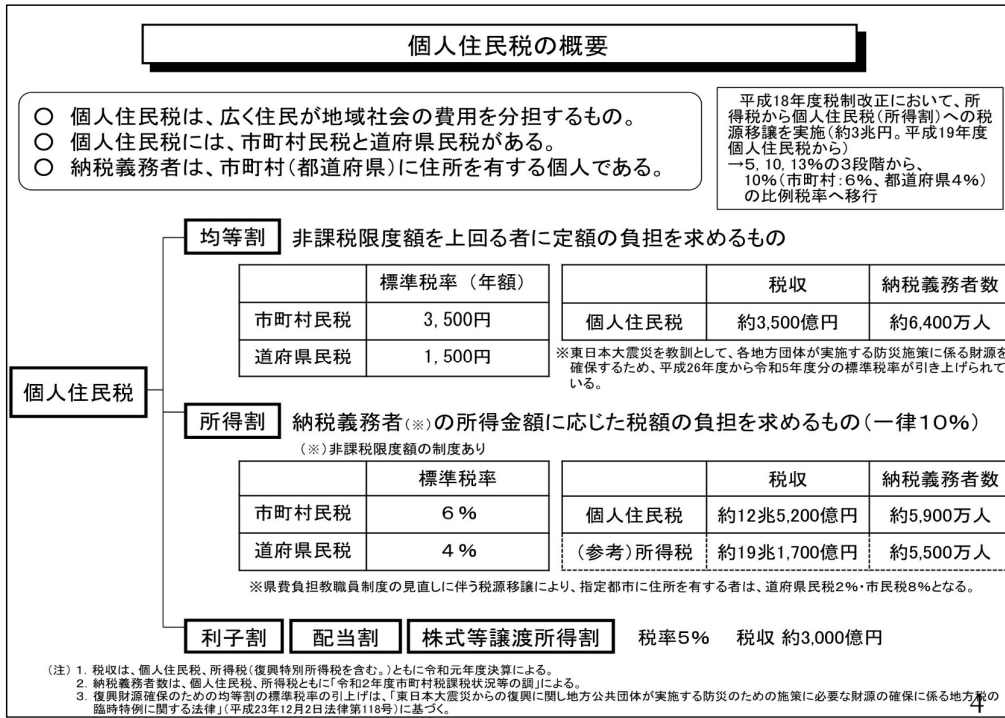 個人住民税の概要
○ 個人住民税は、広く住民が地域社会の費用を分担するもの。
○ 個人住民税には、市町村民税と道府県民税がある。
○ 納税義務者は、市町村（都道府県）に住所を有する個人である。
平成18年度税制改正において、所
得税から個人住民税（所得割）への税
源移譲を実施（約3兆円。平成19年度
個人住民税から）
→5, 10, 13%の3段階から、
10%（市町村：6%、都道府県4%）
の比例税率へ移行
個人住民税
均等割 非課税限度額を上回る者に定額の負担を求めるもの
標準税率（年額）
市町村民税 3,500円
道府県民税 1,500円
税収 納税義務者数
個人住民税 約3,500億円 約6,400万人
※東日本大震災を教訓として、各地方団体が実施する防災施策に係る財源を
確保するため、平成26年度から令和5年度分の標準税率が引き上げられて
いる。
所得割 納税義務者（※）の所得金額に応じた税額の負担を求めるもの（一律10%）
（※）非課税限度額の制度あり
標準税率
市町村民税 6％
道府県民税 4％
税収 納税義務者数
個人住民税 約12兆5,200億円 約5,900万人
（参考）所得税 約19兆1,700億円 約5,500万人
※県費負担教職員制度の見直しに伴う税源移譲により、指定都市に住所を有する者は、道府県民税2%・市民税8%となる。
利子割 配当割 株式等譲渡所得割 税率5% 税収 約3,000億円
（注）1. 税収は、個人住民税、所得税（復興特別所得税を含む。）ともに令和元年度決算による。
2. 納税義務者数は、個人住民税、所得税ともに「令和2年度市町村税課税状況等の調」による。
3. 復興財源確保のための均等割の標準税率の引上げは、「東日本大震災からの復興に関し地方公共団体が実施する防災のための施策に必要な財源の確保に係る地方税の
臨時特例に関する法律」（平成23年12月2日法律第118号）に基づく。
4